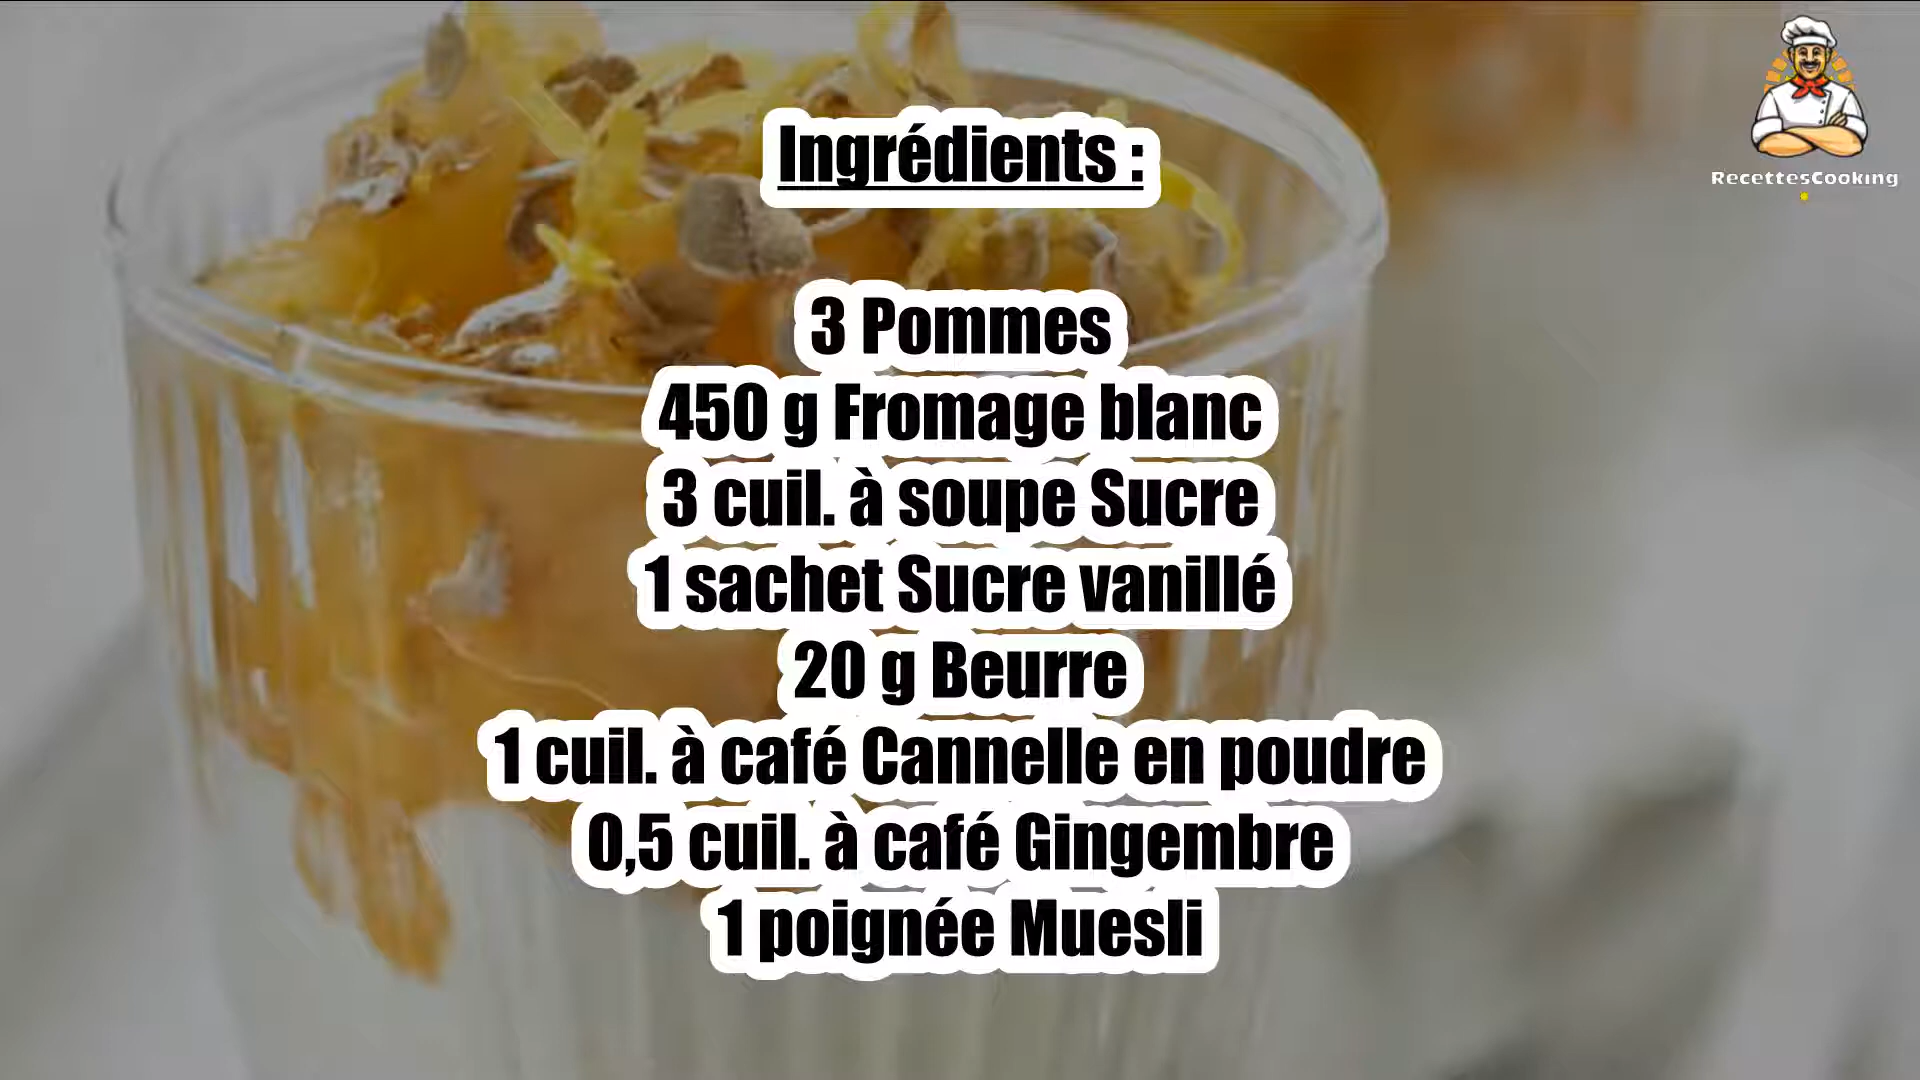 Ingrédients :
RecettesCooking
3 Pommes
450 g Fromage blanc
3 cuil. à soupe Sucre
1 sachet Sucre vanillé
20 g Beurre
1 cuil. à café Cannelle en poudre
0,5 cuil. à café Gingembre
1 poignée Muesli